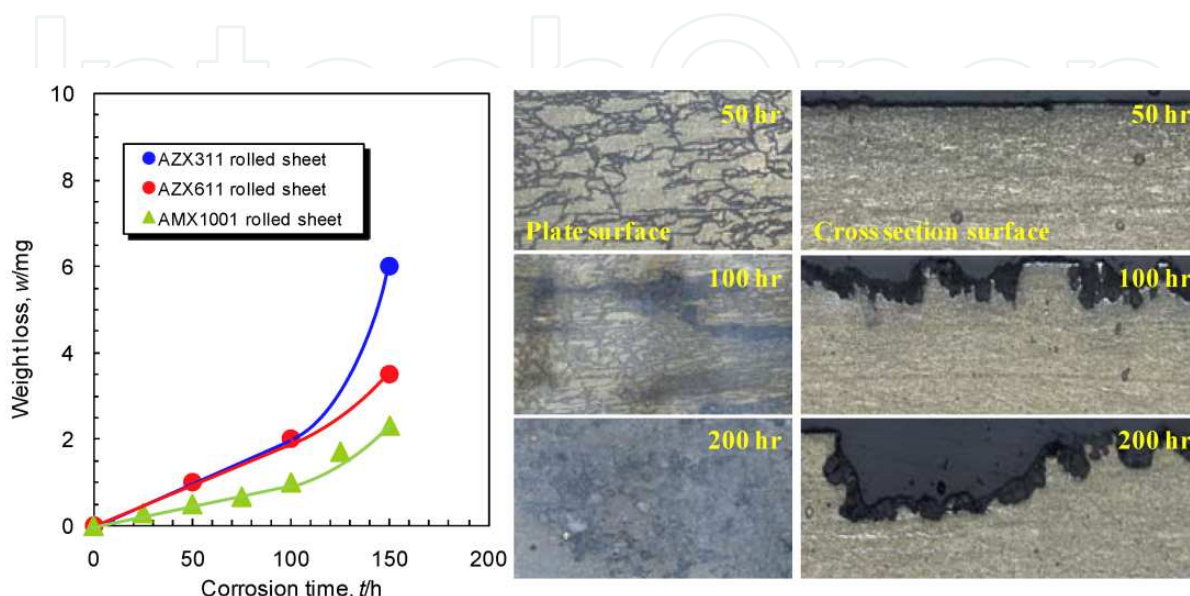 IntechOpen
10
8
6
4
2
0
Weight loss, w/mg
AZX311 rolled sheet
AZX611 rolled sheet
AMX1001 rolled sheet
0 50 100 150 200
Corrosion time, t/h
50 hr
Plate surface
50 hr
Cross section surface
100 hr
100 hr
200 hr
200 hr